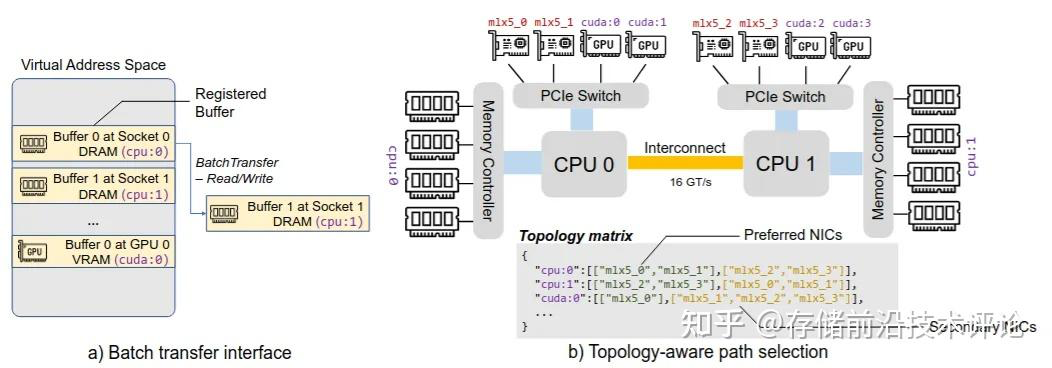 Virtual Address Space
Registered
Buffer
Buffer 0 at Socket 0
DRAM (cpu:0)
Buffer 1 at Socket 1
DRAM (cpu:1)
...
Buffer 0 at GPU 0
VRAM (cuda:0)
GPU
BatchTransfer
– Read/Write
Buffer 1 at Socket 1
DRAM (cpu:1)
a) Batch transfer interface
mlx5_0 mlx5_1 cuda:0 cuda:1
GPU GPU
PCIe Switch
mlx5_2 mlx5_3 cuda:2 cuda:3
GPU GPU
PCIe Switch
cpu:0
Memory Controller
CPU 0
Interconnect
16 GT/s
CPU 1
Memory Controller
cpu:1
Topology matrix
Preferred NICs
{
"cpu:0":[["mlx5_0","mlx5_1"],["mlx5_2","mlx5_3"]],
"cpu:1":[["mlx5_2","mlx5_3"],["mlx5_0","mlx5_1"]],
"cuda:0":[["mlx5_0"],["mlx5_1","mlx5_2","mlx5_3"]],
...
}
Secondary NICs
知乎 @存储前沿技术评论
b) Topology-aware path selection